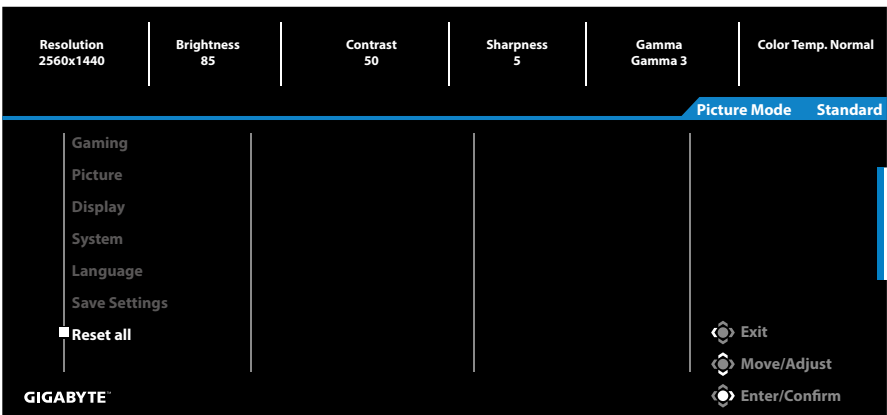 Resolution
2560x1440
Brightness
85
Contrast
50
Sharpness
5
Gamma
Gamma 3
Color Temp. Normal
Picture Mode Standard
Gaming
Picture
Display
System
Language
Save Settings
Reset all
Exit
Move/Adjust
Enter/Confirm
GIGABYTE™